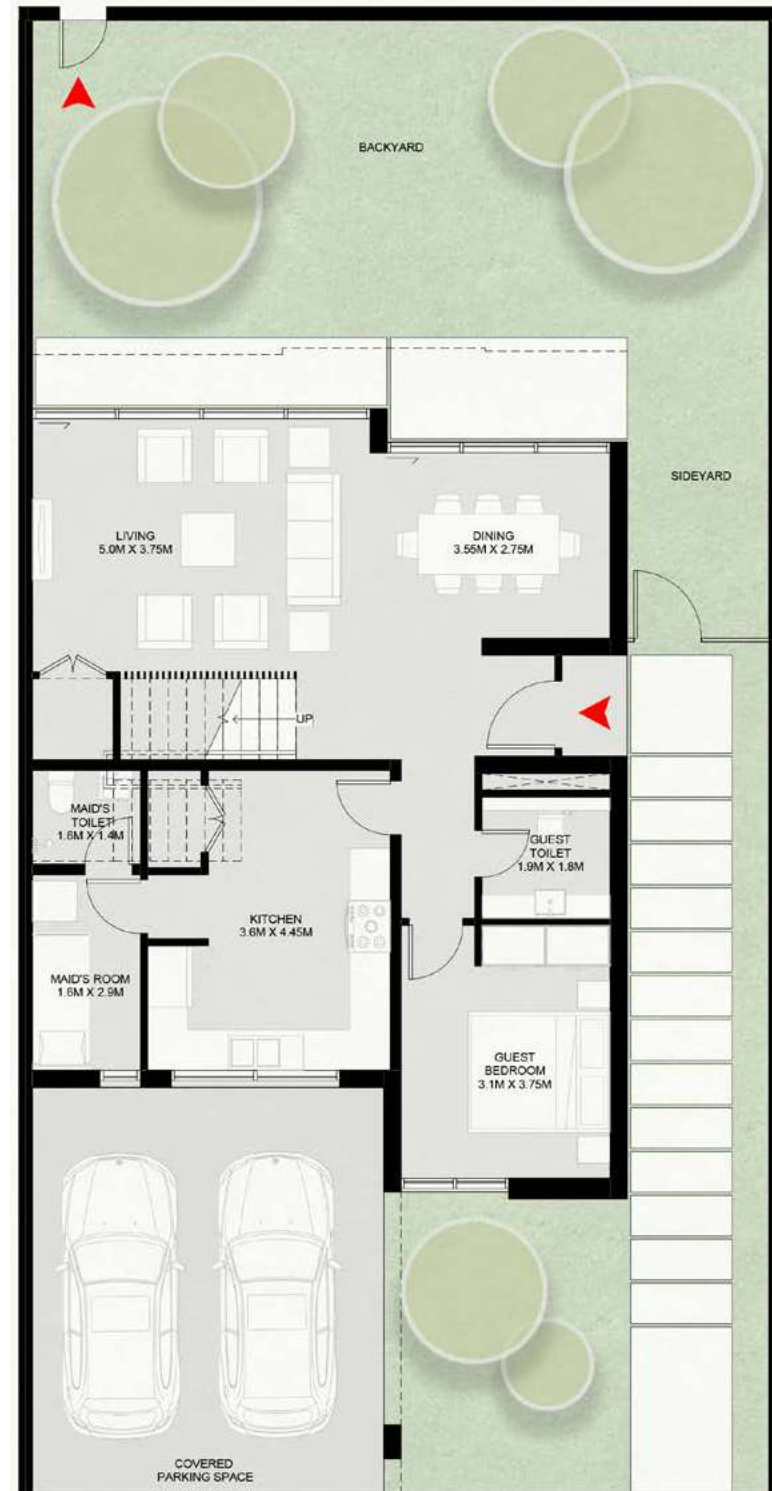 BACKYARD
SIDEYARD
LIVING
5.0M X 3.75M
DINING
3.55M X 2.75M
UP
MAID'S
TOILET
1.6M X 1.4M
GUEST
TOILET
1.9M X 1.8M
KITCHEN
3.6M X 4.45M
MAID'S ROOM
1.6M X 2.9M
GUEST
BEDROOM
3.1M X 3.75M
COVERED
PARKING SPACE